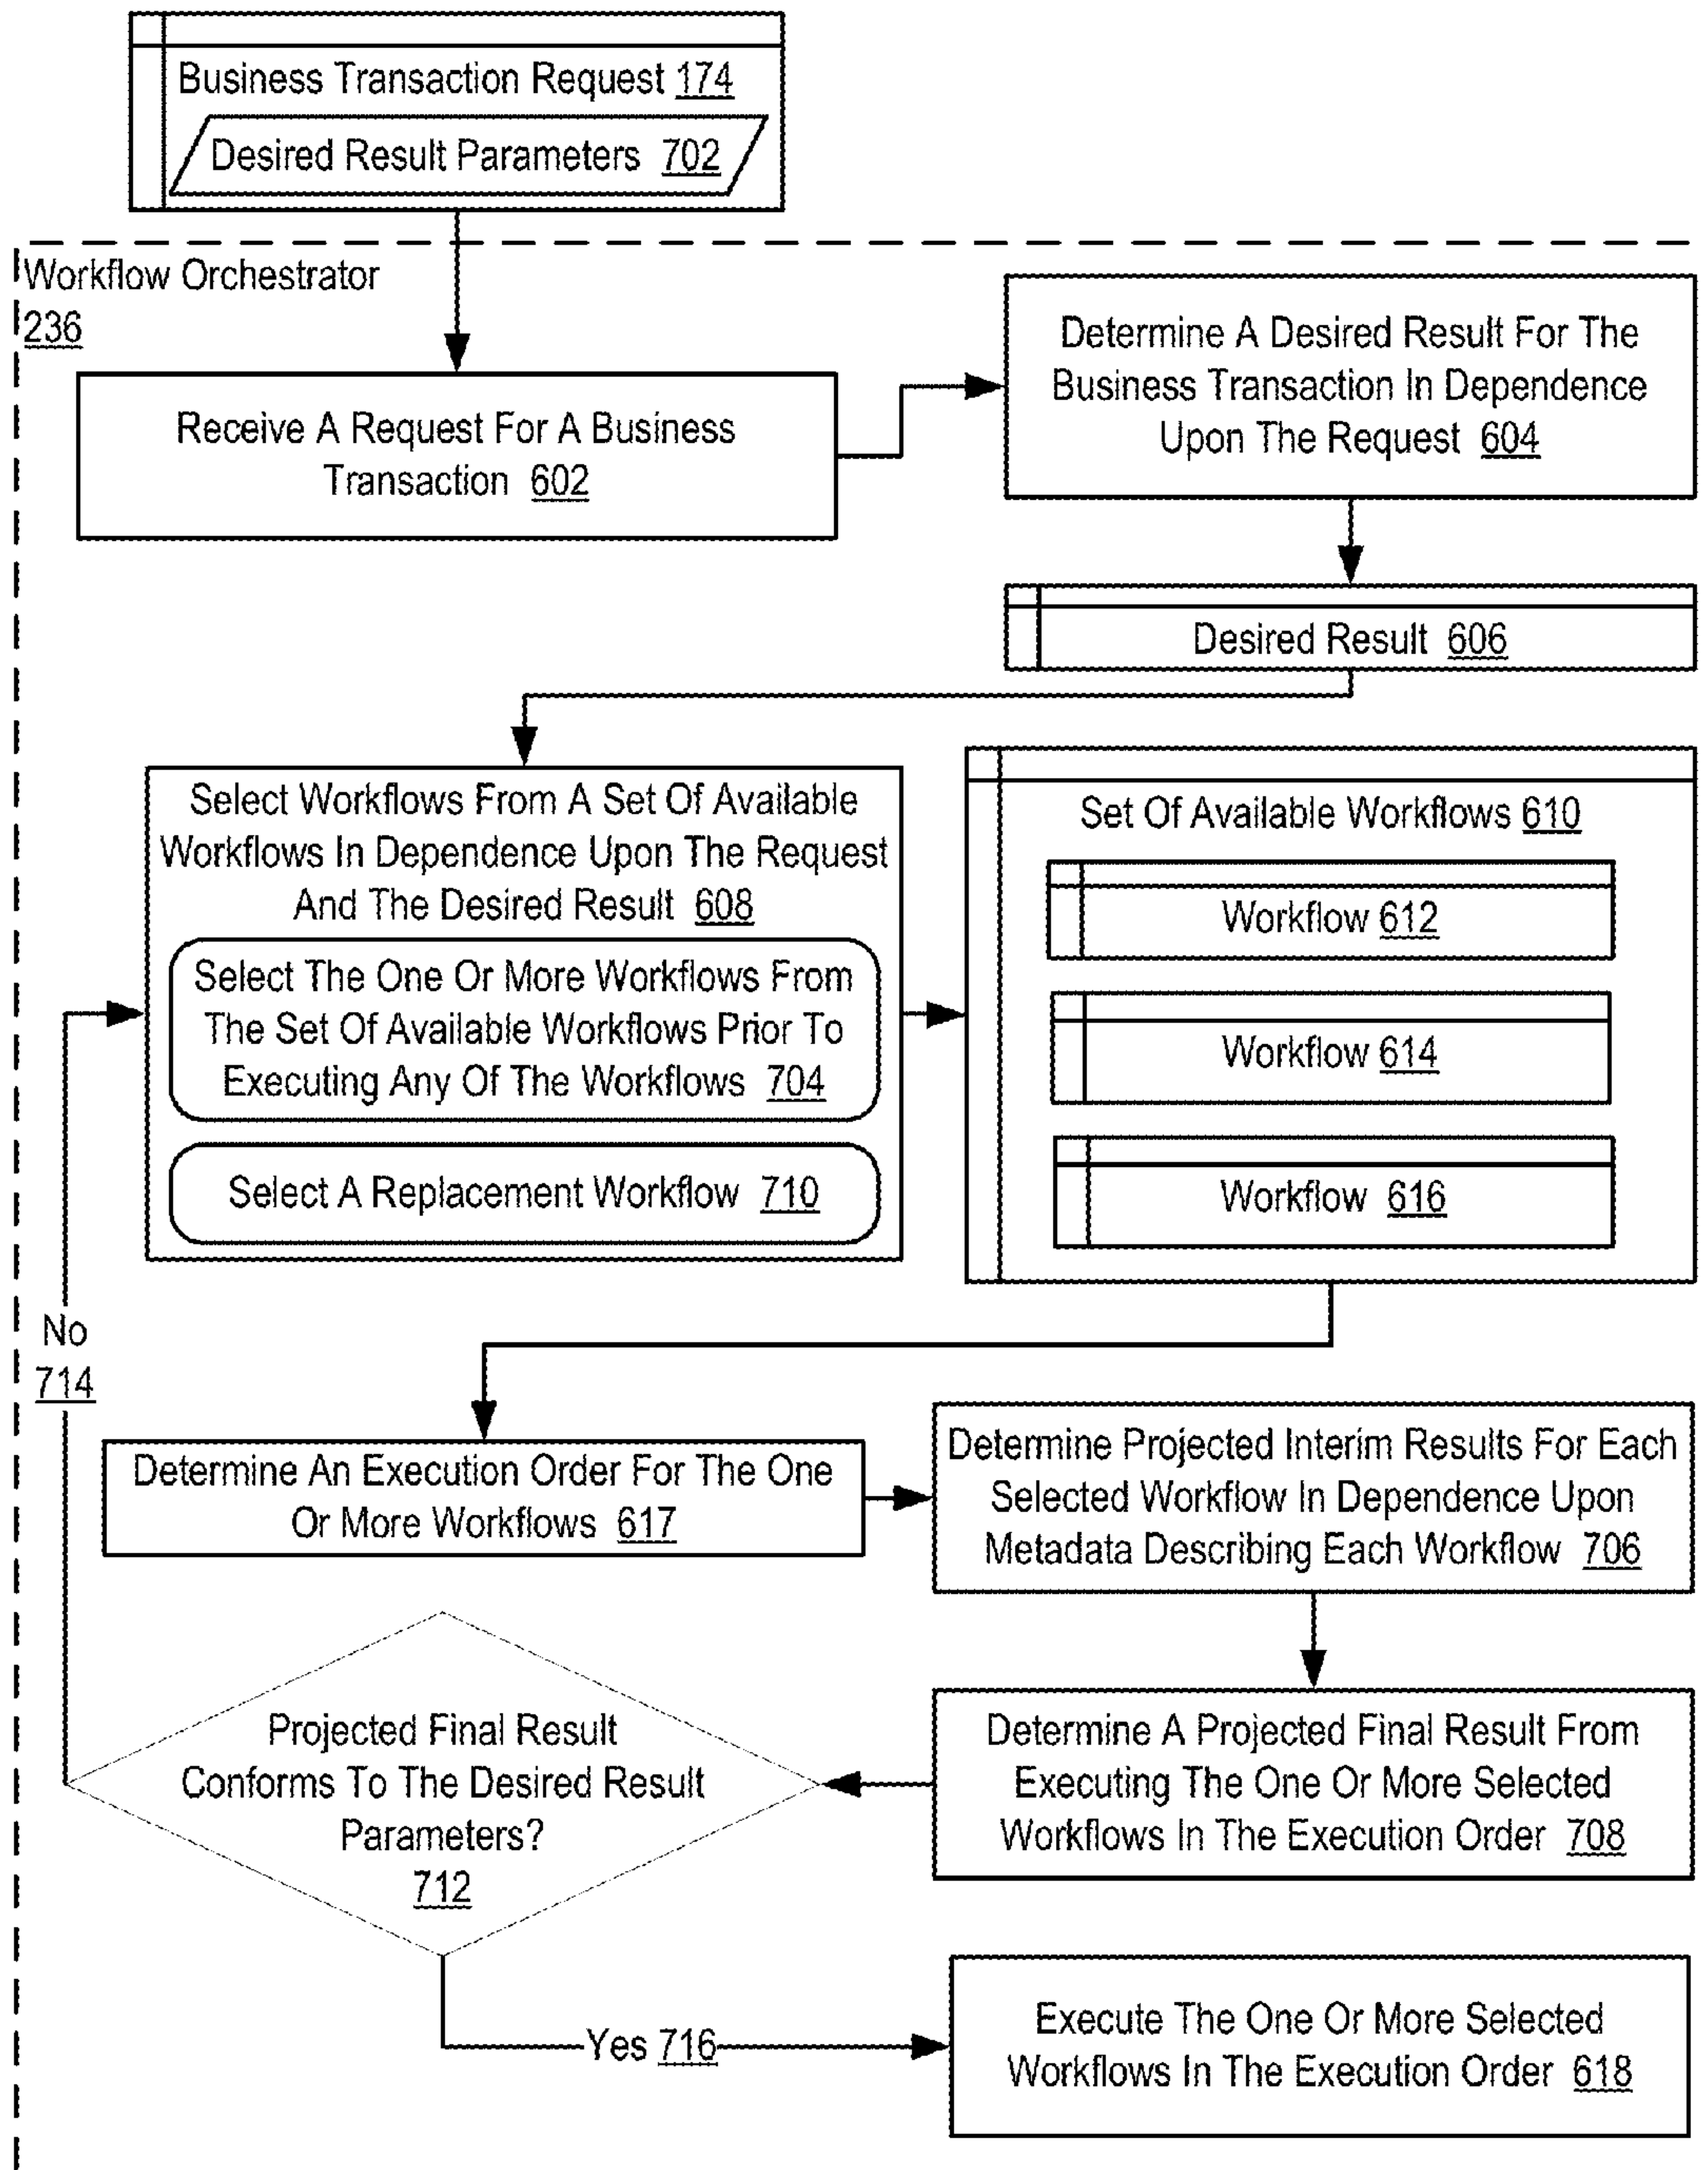 Business Transaction Request 174
Desired Result Parameters 702
Workflow Orchestrator
236
Receive A Request For A Business
Transaction 602
Determine A Desired Result For The
Business Transaction In Dependence
Upon The Request 604
Desired Result 606
Select Workflows From A Set Of Available
Workflows In Dependence Upon The Request
And The Desired Result 608
Select The One Or More Workflows From
The Set Of Available Workflows Prior To
Executing Any Of The Workflows 704
Select A Replacement Workflow 710
Set Of Available Workflows 610
Workflow 612
Workflow 614
Workflow 616
No
714
Determine An Execution Order For The One
Or More Workflows 617
Determine Projected Interim Results For Each
Selected Workflow In Dependence Upon
Metadata Describing Each Workflow 706
Determine A Projected Final Result From
Executing The One Or More Selected
Workflows In The Execution Order 708
Projected Final Result
Conforms To The Desired Result
Parameters?
712
Yes 716
Execute The One Or More Selected
Workflows In The Execution Order 618